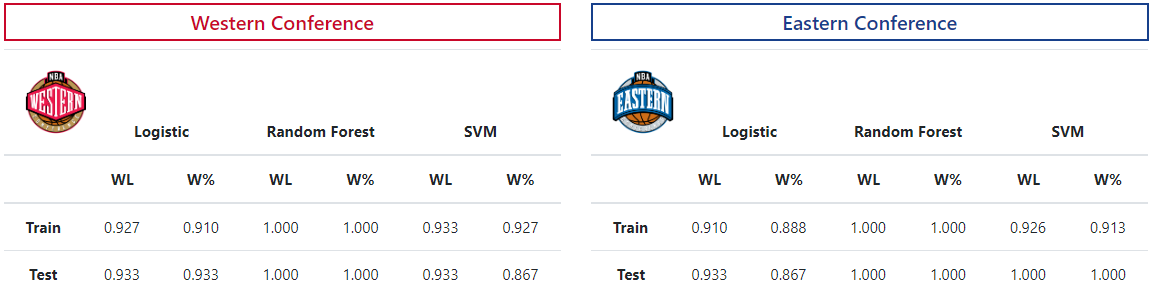 Western Conference
NBA
WESTERN
Logistic Random Forest SVM
WL W% WL W% WL W%
Train 0.927 0.910 1.000 1.000 0.933 0.927
Test 0.933 0.933 1.000 1.000 0.933 0.867
Eastern Conference
NBA
EASTERN
Logistic Random Forest SVM
WL W% WL W% WL W%
Train 0.910 0.888 1.000 1.000 0.926 0.913
Test 0.933 0.867 1.000 1.000 1.000 1.000